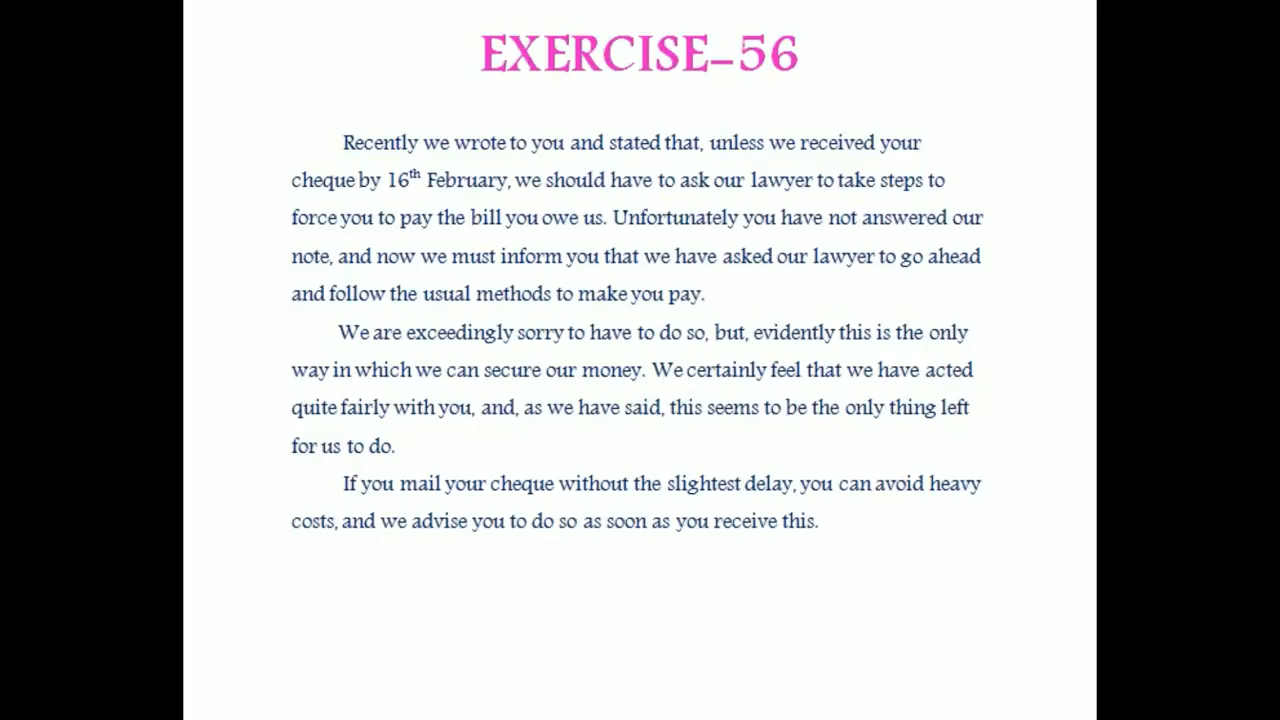 EXERCISE-56
Recently we wrote to you and stated that, unless we received your
cheque by 16th February, we should have to ask our lawyer to take steps to
force you to pay the bill you owe us. Unfortunately you have not answered our
note, and now we must inform you that we have asked our lawyer to go ahead
and follow the usual methods to make you pay.
We are exceedingly sorry to have to do so, but, evidently this is the only
way in which we can secure our money. We certainly feel that we have acted
quite fairly with you, and, as we have said, this seems to be the only thing left
for us to do.
If you mail your cheque without the slightest delay, you can avoid heavy
costs, and we advise you to do so as soon as you receive this.